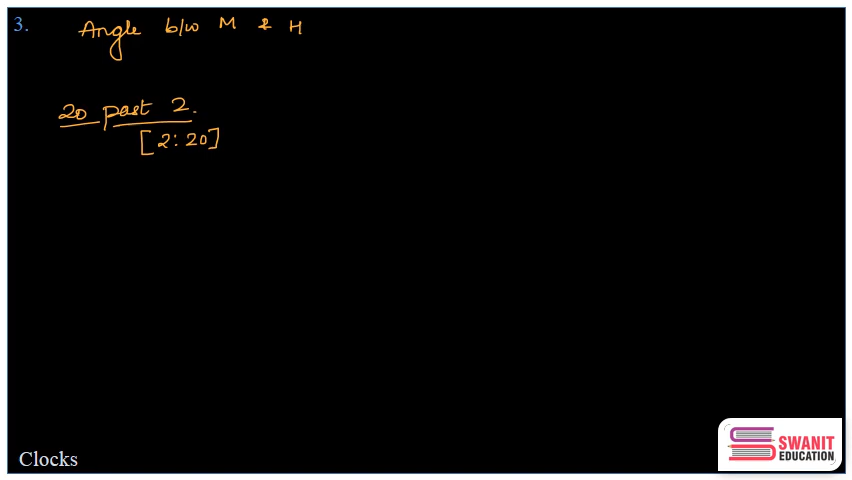 3. Angle b/w M & H
20 past 2.
[2:20]
SWANIT
EDUCATION
Clocks